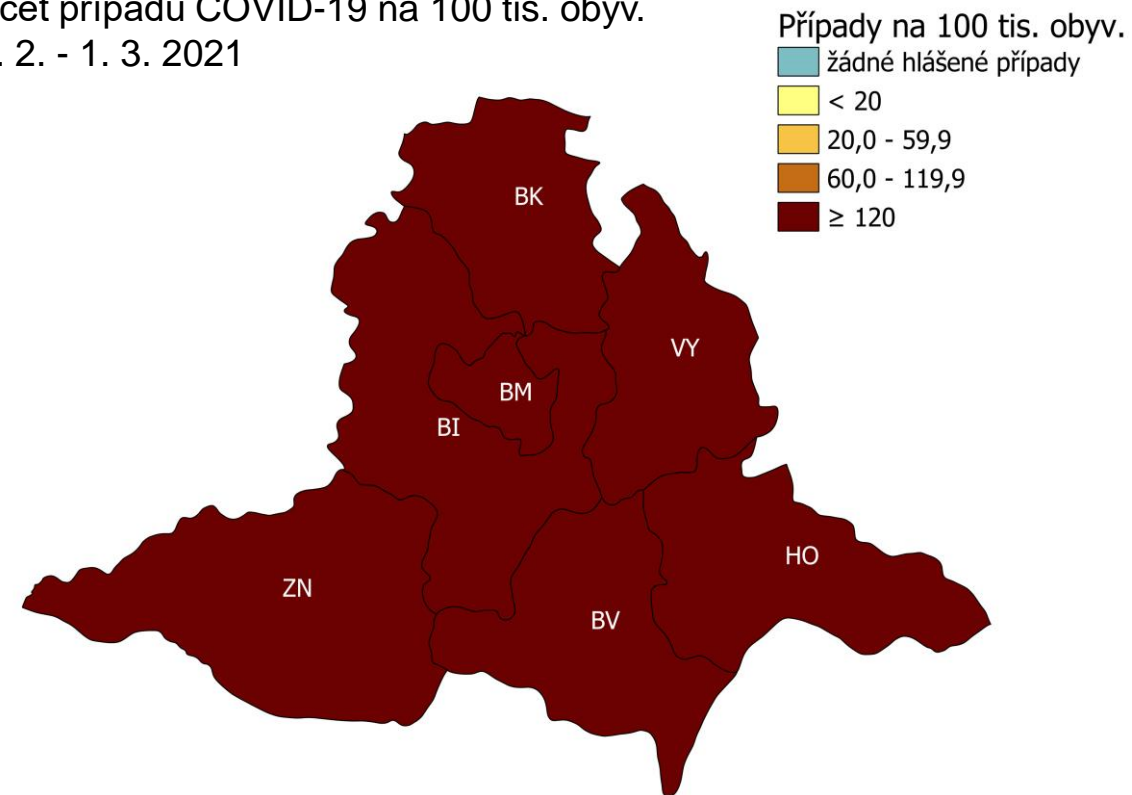 čet případů COVID-19 na 100 tis. obyv.
. 2. - 1. 3. 2021
Případy na 100 tis. obyv.
žádné hlášené případy
< 20
20,0 - 59,9
60,0 - 119,9
≥ 120
BK
VY
BM
BI
HO
ZN
BV